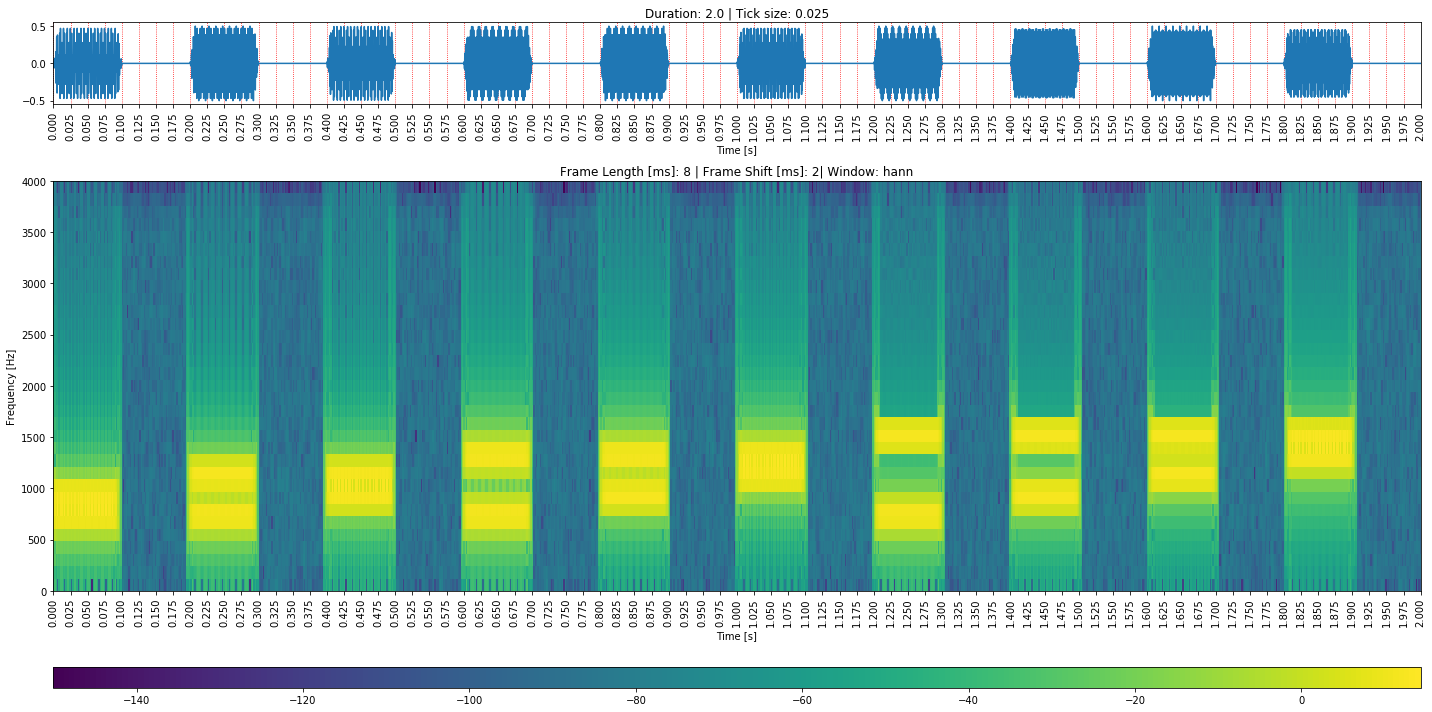 Duration: 2.0 | Tick size: 0.025
0.5
0.0
−0.5
0.000 0.025 0.050 0.075 0.100 0.125 0.150 0.175 0.200 0.225 0.250 0.275 0.300 0.325 0.350 0.375 0.400 0.425 0.450 0.475 0.500 0.525 0.550 0.575 0.600 0.625 0.650 0.675 0.700 0.725 0.750 0.775 0.800 0.825 0.850 0.875 0.900 0.925 0.950 0.975 1.000 1.025 1.050 1.075 1.100 1.125 1.150 1.175 1.200 1.225 1.250 1.275 1.300 1.325 1.350 1.375 1.400 1.425 1.450 1.475 1.500 1.525 1.550 1.575 1.600 1.625 1.650 1.675 1.700 1.725 1.750 1.775 1.800 1.825 1.850 1.875 1.900 1.925 1.950 1.975 2.000
Time [s]
Frame Length [ms]: 8 | Frame Shift [ms]: 2| Window: hann
Frequency [Hz]
4000
3500
3000
2500
2000
1500
1000
500
0
0.000 0.025 0.050 0.075 0.100 0.125 0.150 0.175 0.200 0.225 0.250 0.275 0.300 0.325 0.350 0.375 0.400 0.425 0.450 0.475 0.500 0.525 0.550 0.575 0.600 0.625 0.650 0.675 0.700 0.725 0.750 0.775 0.800 0.825 0.850 0.875 0.900 0.925 0.950 0.975 1.000 1.025 1.050 1.075 1.100 1.125 1.150 1.175 1.200 1.225 1.250 1.275 1.300 1.325 1.350 1.375 1.400 1.425 1.450 1.475 1.500 1.525 1.550 1.575 1.600 1.625 1.650 1.675 1.700 1.725 1.750 1.775 1.800 1.825 1.850 1.875 1.900 1.925 1.950 1.975 2.000
Time [s]
−140 −120 −100 −80 −60 −40 −20 0